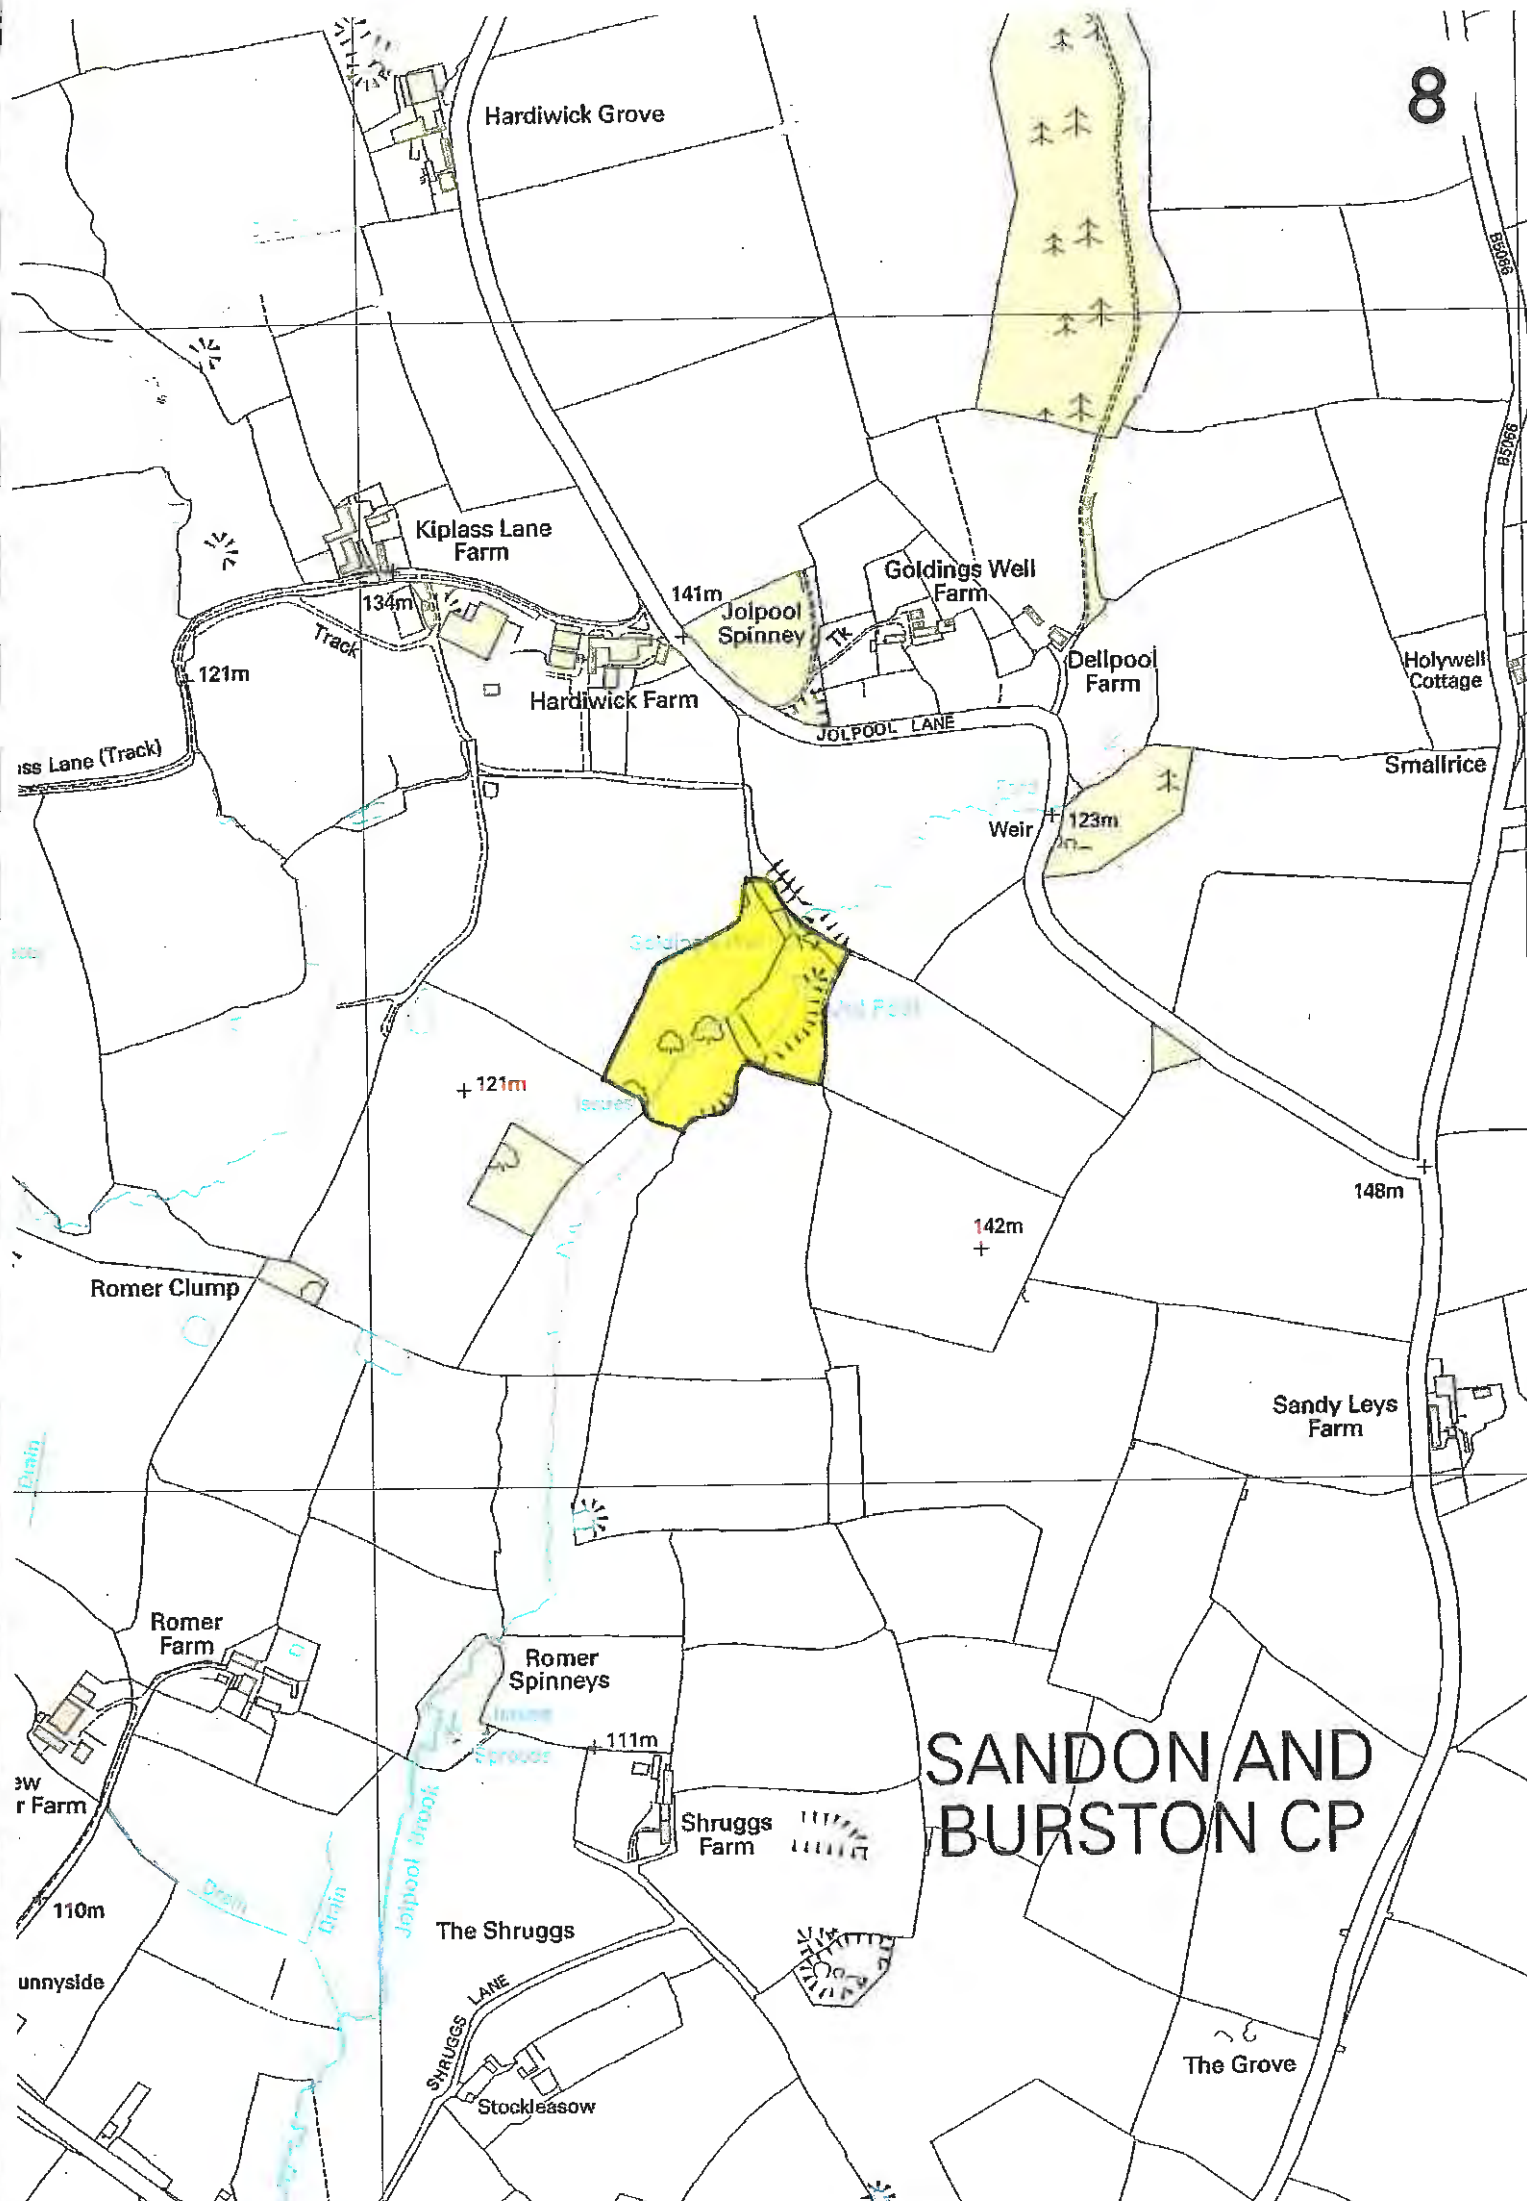 8
Hardiwick Grove
B5066
B5066
Kiplass Lane
Farm
134m
Track
121m
141m
Jolpool
Spinney
Tk
Goldings Well
Farm
Dellpool
Farm
Holywell
Cottage
Hardiwick Farm
JOLPOOL LANE
ss Lane (Track)
Smallrice
Weir
123m
121m
Issues
148m
142m
Romer Clump
Sandy Leys
Farm
Drain
Romer
Farm
Romer
Spinneys
Issues
111m
SANDON AND
BURSTON CP
ew
r Farm
Shruggs
Farm
Jolpool Brook
Drain
Drain
110m
The Shruggs
unnyside
SHRUGGS LANE
The Grove
Stockleasow